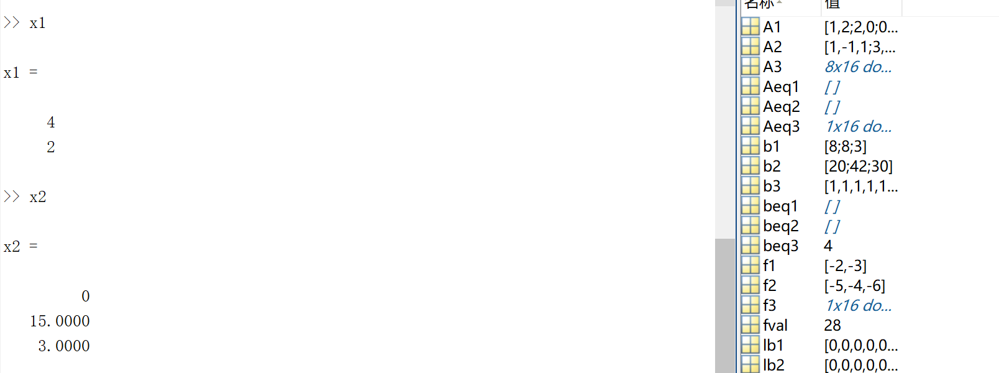 >> x1
x1 =
4
2
>> x2
x2 =
0
15.0000
3.0000
名称 值
A1 [1,2;2,0;0...
A2 [1,-1,1;3,...
A3 8x16 do...
Aeq1 []
Aeq2 []
Aeq3 1x16 do...
b1 [8;8;3]
b2 [20;42;30]
b3 [1,1,1,1,1...
beq1 []
beq2 []
beq3 4
f1 [-2,-3]
f2 [-5,-4,-6]
f3 1x16 do...
fval 28
lb1 [0,0,0,0,0...
lb2 [0,0,0,0,0...